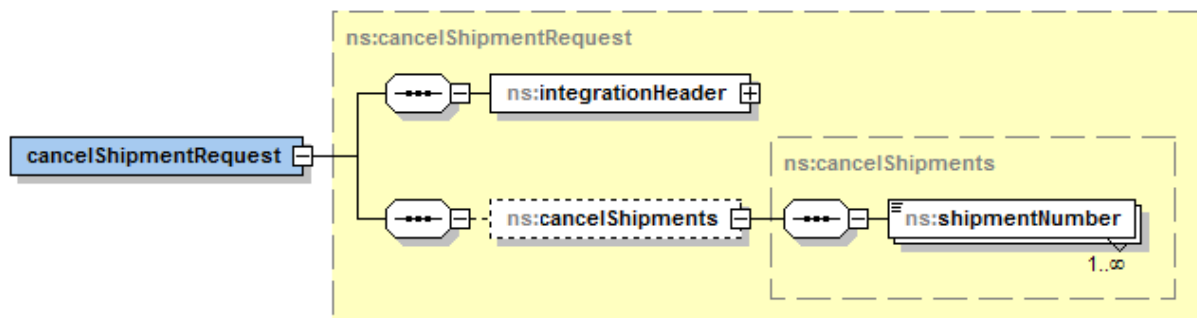 ns:cancelShipmentRequest
ns:integrationHeader
cancelShipmentRequest
ns:cancelShipments
ns:cancelShipments
ns:shipmentNumber
1..∞